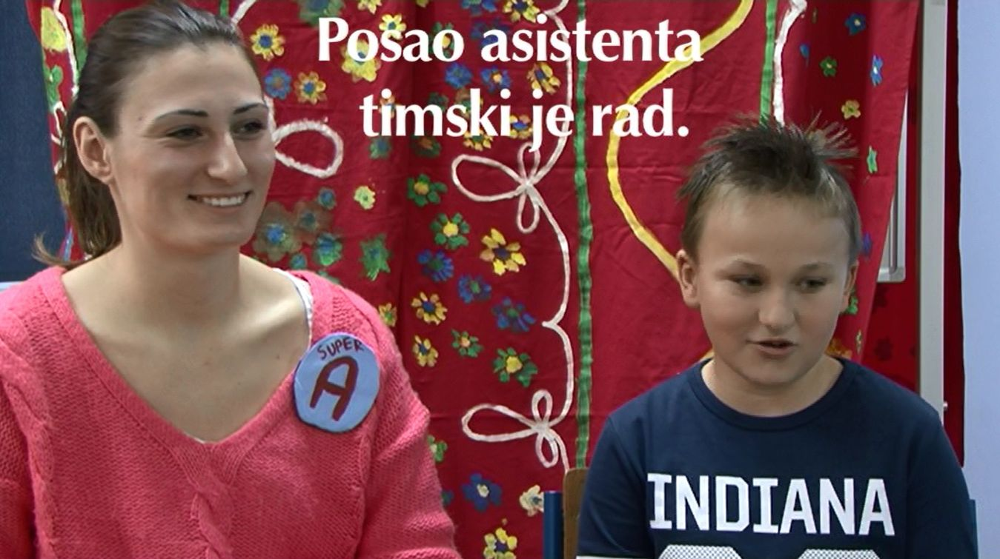 Posao asistenta
timski je rad.
SUPER
A
INDIANA